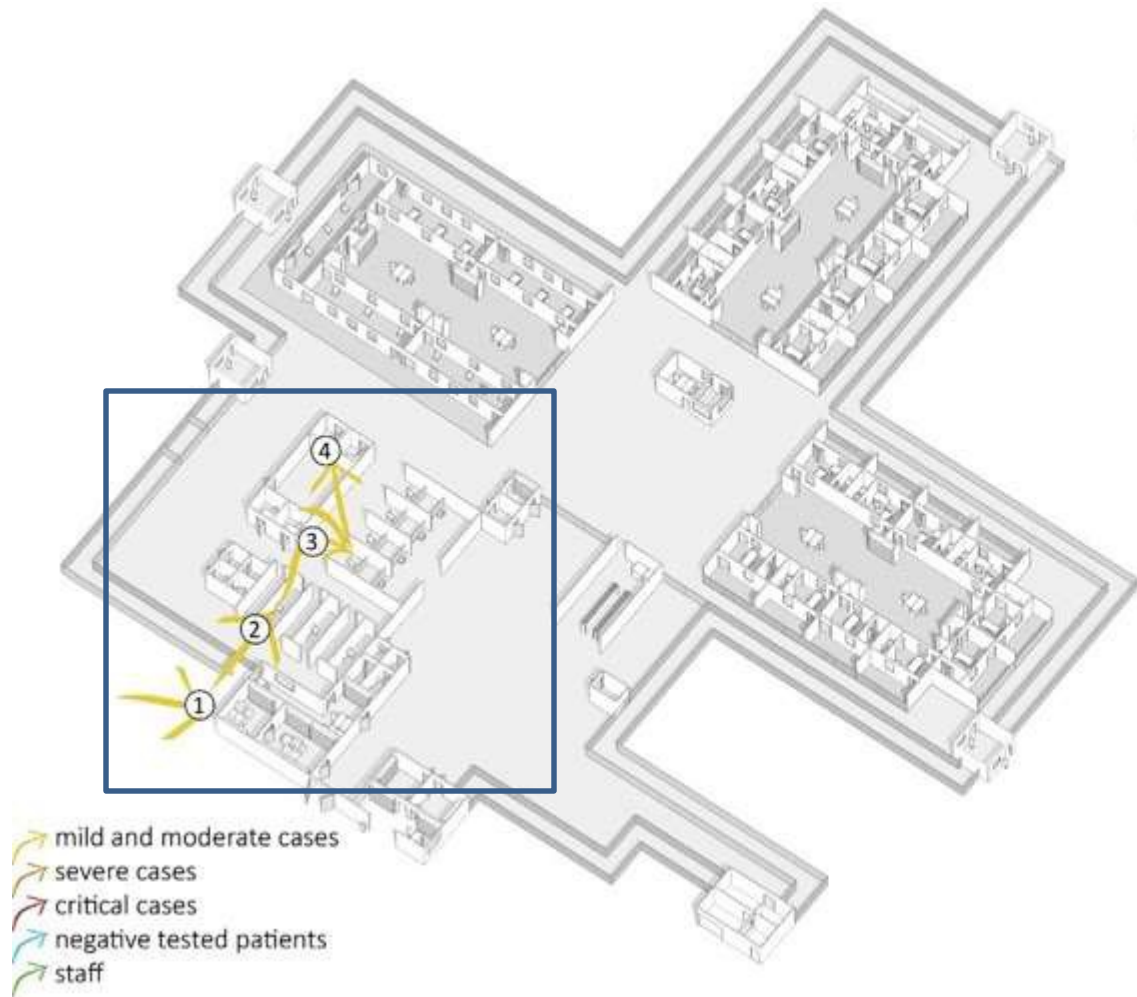 4
3
2
1
mild and moderate cases
severe cases
critical cases
negative tested patients
staff